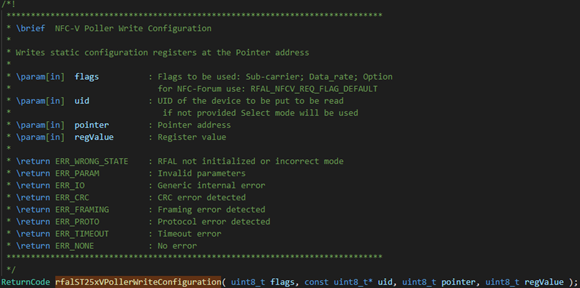 /*!
*****************************************************************************
* \brief  NFC-V Poller Write Configuration
*
* Writes static configuration registers at the Pointer address
*
* \param[in]  flags          : Flags to be used: Sub-carrier; Data_rate; Option
*                              for NFC-Forum use: RFAL_NFCV_REQ_FLAG_DEFAULT
* \param[in]  uid            : UID of the device to be put to be read
*                               if not provided Select mode will be used
* \param[in]  pointer        : Pointer address
* \param[in]  regValue       : Register value
*
* \return ERR_WRONG_STATE    : RFAL not initialized or incorrect mode
* \return ERR_PARAM          : Invalid parameters
* \return ERR_IO             : Generic internal error
* \return ERR_CRC            : CRC error detected
* \return ERR_FRAMING        : Framing error detected
* \return ERR_PROTO          : Protocol error detected
* \return ERR_TIMEOUT        : Timeout error
* \return ERR_NONE           : No error
*****************************************************************************
*/
ReturnCode rfalST25xVPollerWriteConfiguration( uint8_t flags, const uint8_t* uid, uint8_t pointer, uint8_t regValue );